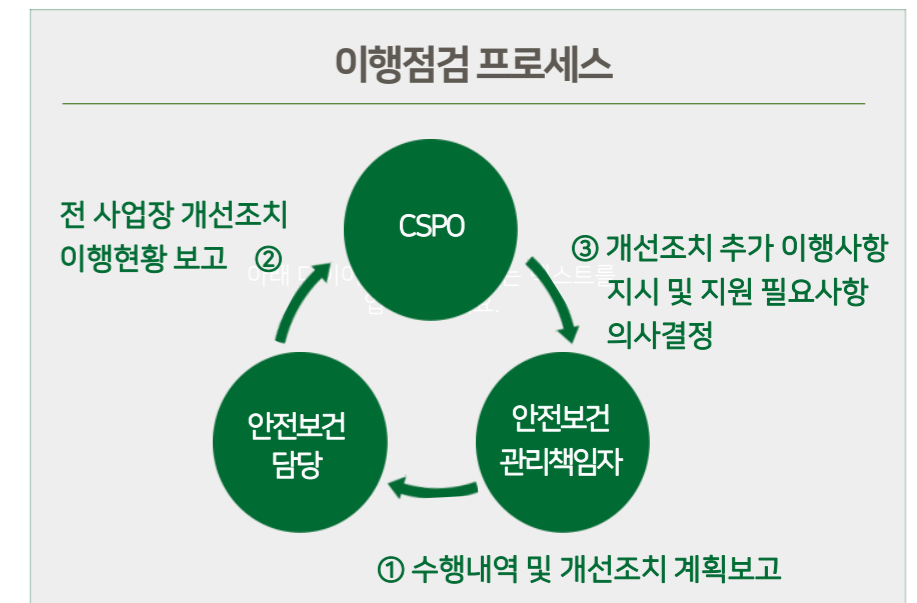 이행점검 프로세스
CSPO
전 사업장 개선조치
이행현황 보고 ②
③ 개선조치 추가 이행사항
지시 및 지원 필요사항
의사결정
안전보건
담당
안전보건
관리책임자
① 수행내역 및 개선조치 계획보고